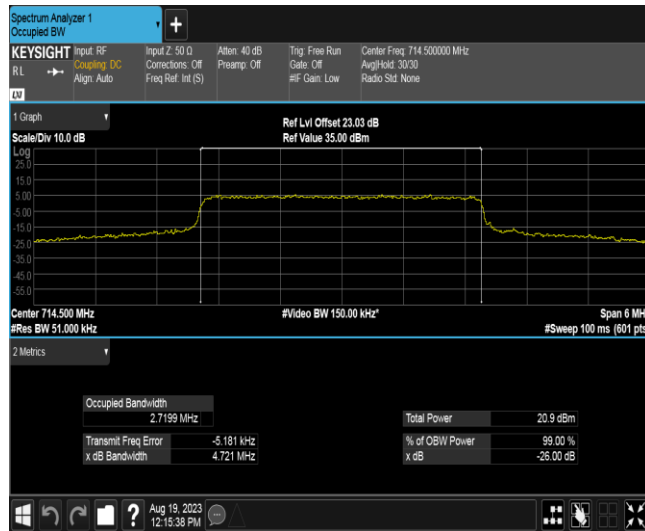 Spectrum Analyzer 1
Occupied BW
KEYSIGHT
RL
LXI
Input: RF
Coupling: DC
Align: Auto
Input Z: 50 Ω
Corrections: Off
Freq Ref: Int (S)
Atten: 40 dB
Preamp: Off
Trig: Free Run
Gate: Off
#IF Gain: Low
Center Freq: 714.500000 MHz
Avg|Hold: 30/30
Radio Std: None
1 Graph
Scale/Div 10.0 dB
Ref Lvl Offset 23.03 dB
Ref Value 35.00 dBm
Log
25.0
15.0
5.00
-5.00
-15.0
-25.0
-35.0
-45.0
-55.0
Center 714.500 MHz
#Res BW 51.000 kHz
#Video BW 150.00 kHz*
Span 6 MH
#Sweep 100 ms (601 pts
2 Metrics
Occupied Bandwidth
2.7199 MHz
Transmit Freq Error -5.181 kHz
x dB Bandwidth 4.721 MHz
Total Power 20.9 dBm
% of OBW Power 99.00 %
x dB -26.00 dB
?
Aug 19, 2023
12:15:38 PM